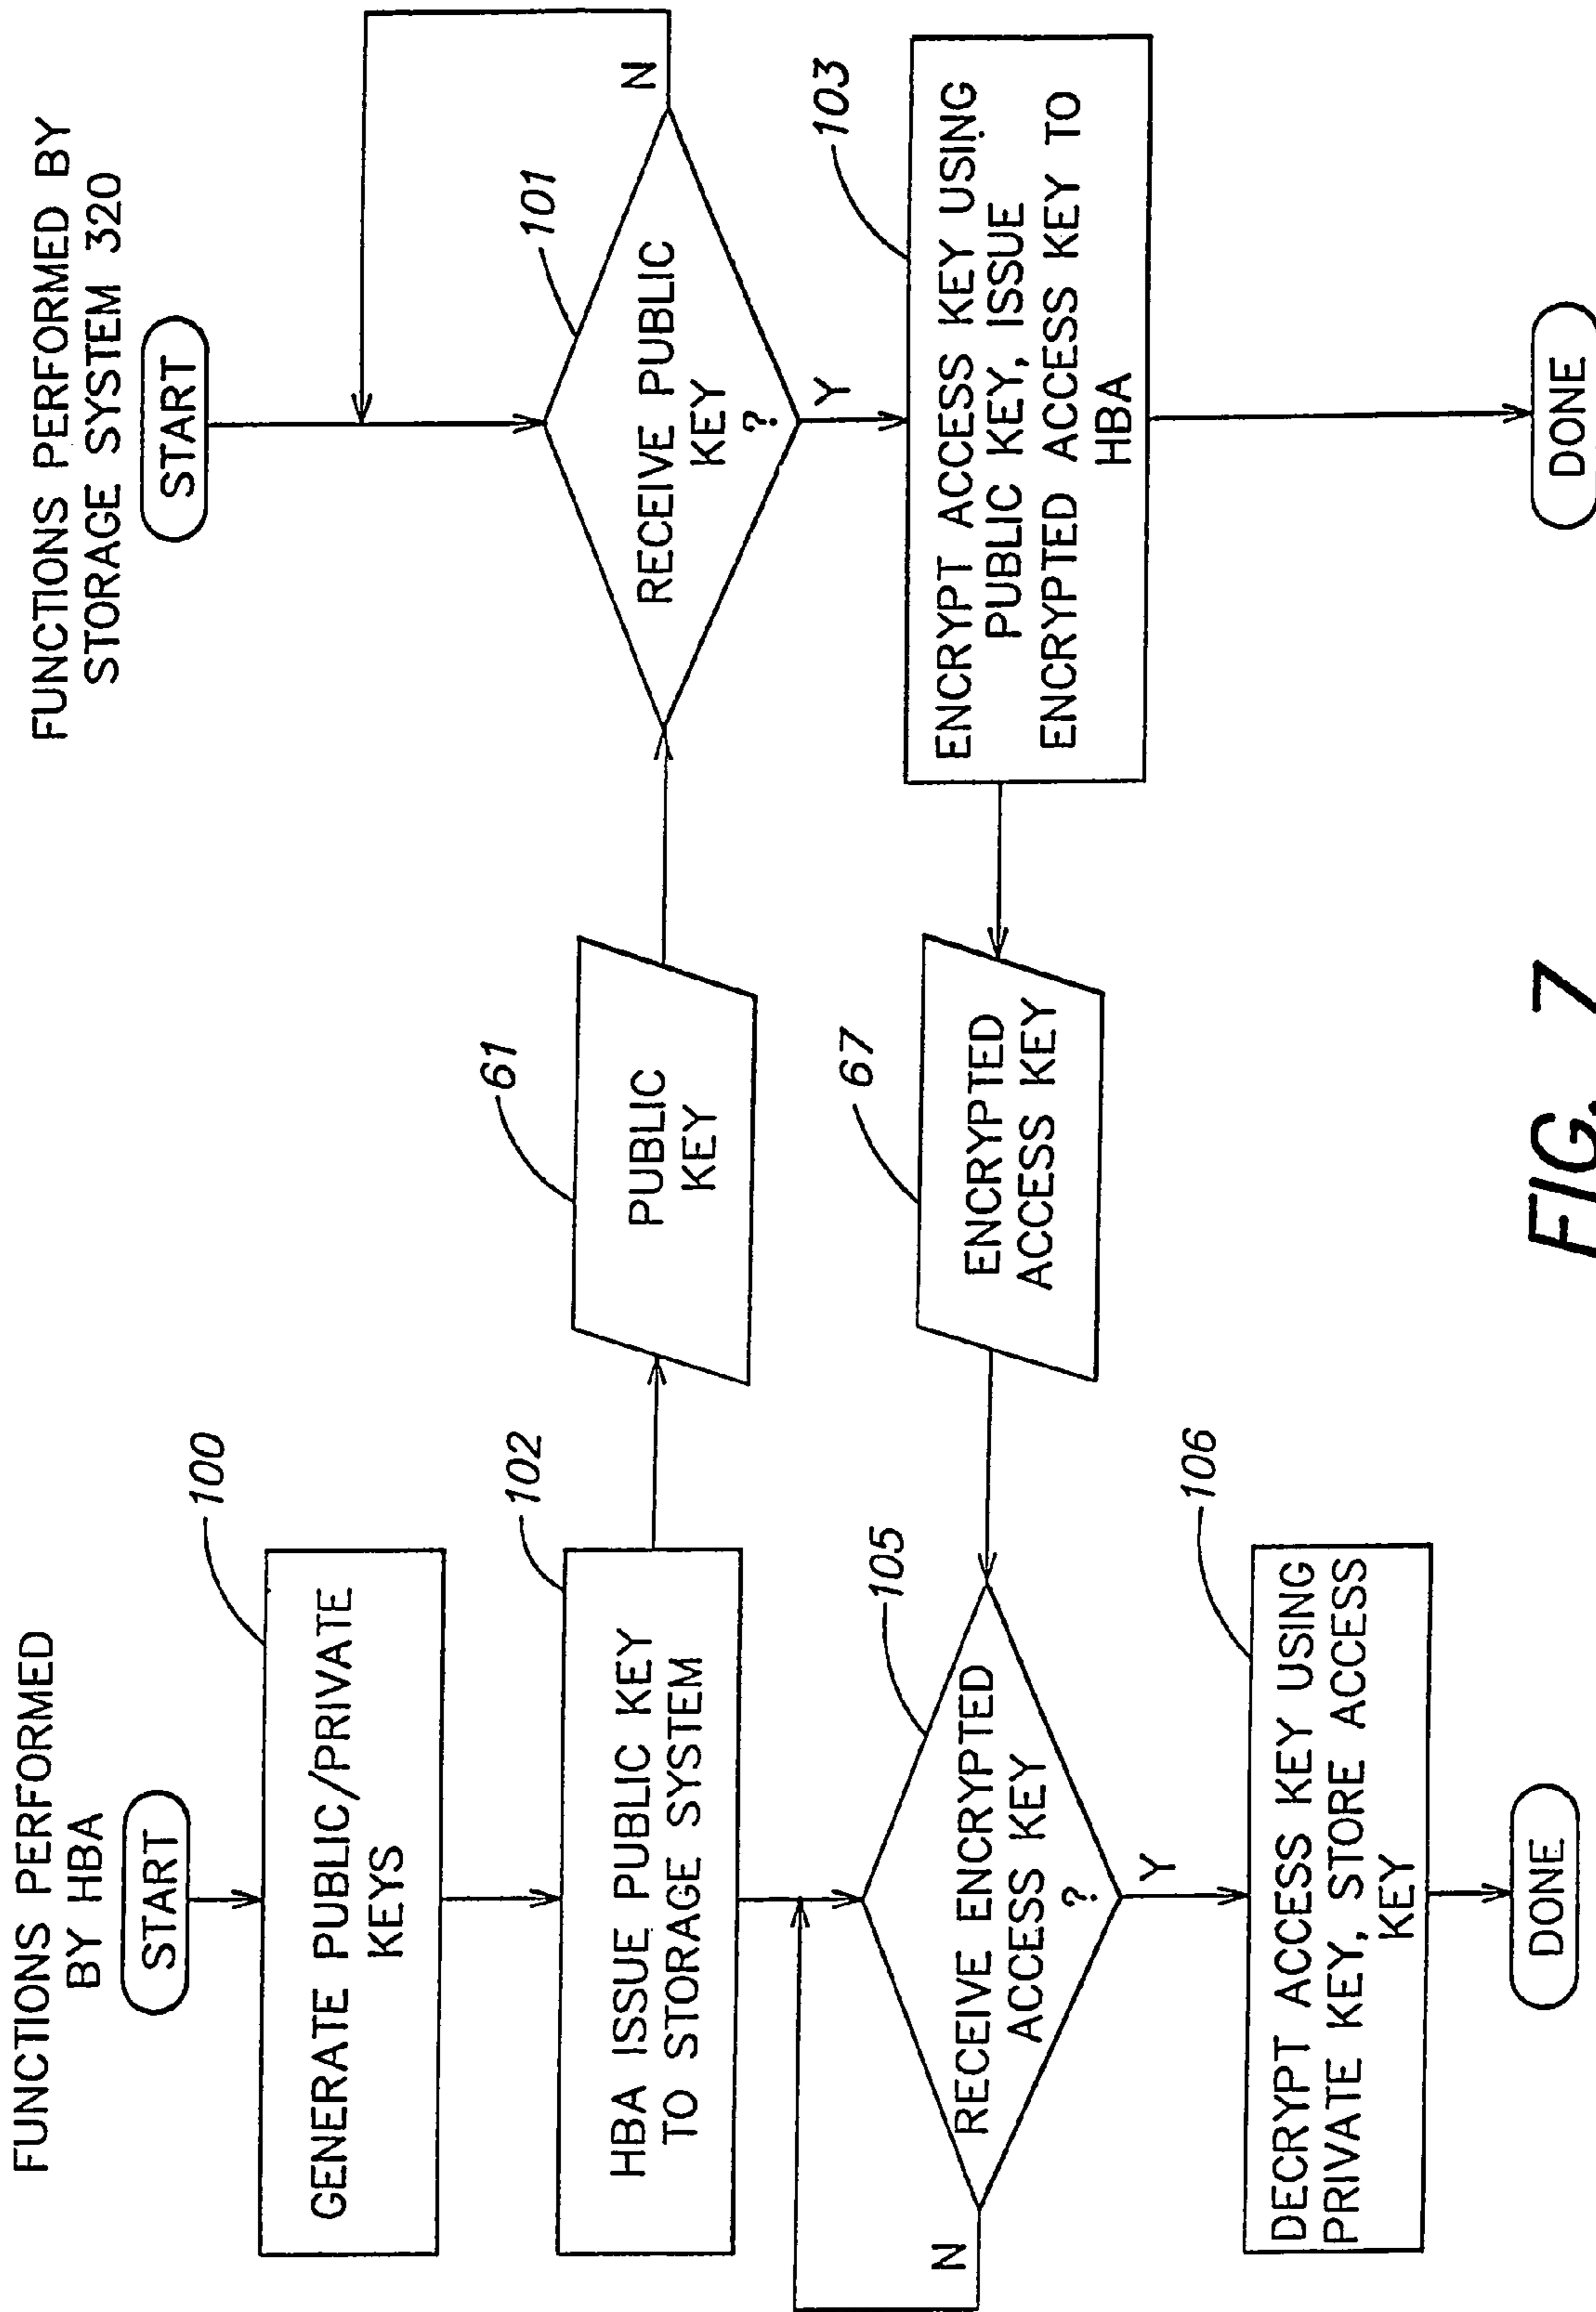 FUNCTIONS PERFORMED
BY HBA
START
100
GENERATE PUBLIC/PRIVATE
KEYS
102
HBA ISSUE PUBLIC KEY
TO STORAGE SYSTEM
105
RECEIVE ENCRYPTED
ACCESS KEY
?
N
Y
106
DECRYPT ACCESS KEY USING
PRIVATE KEY, STORE ACCESS
KEY
DONE
61
PUBLIC
KEY
67
ENCRYPTED
ACCESS KEY
FUNCTIONS PERFORMED BY
STORAGE SYSTEM 320
START
101
RECEIVE PUBLIC
KEY
?
N
Y
103
ENCRYPT ACCESS KEY USING
PUBLIC KEY, ISSUE
ENCRYPTED ACCESS KEY TO
HBA
DONE
FIG. 7